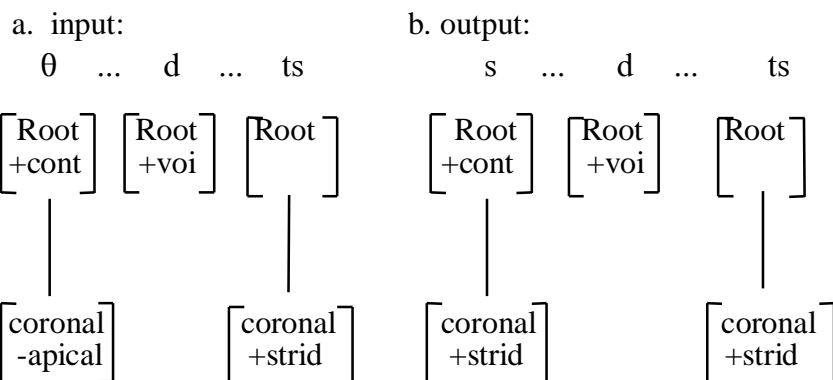 a. input: b. output:
θ ... d ... ts s ... d ... ts
Root Root Root Root Root Root
+cont +voi +cont +voi
coronal coronal coronal coronal
-apical +strid +strid +strid